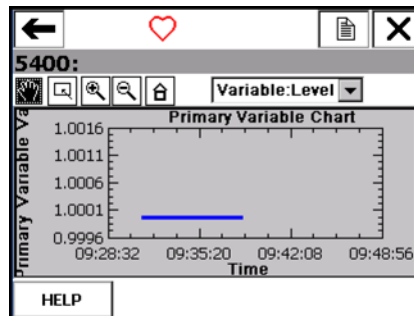 5400:
Variable:Level
Primary Variable Chart
Primary Variable Va
1.0016
1.0011
1.0006
1.0001
0.9996
09:28:32 09:35:20 09:42:08 09:48:56
Time
HELP